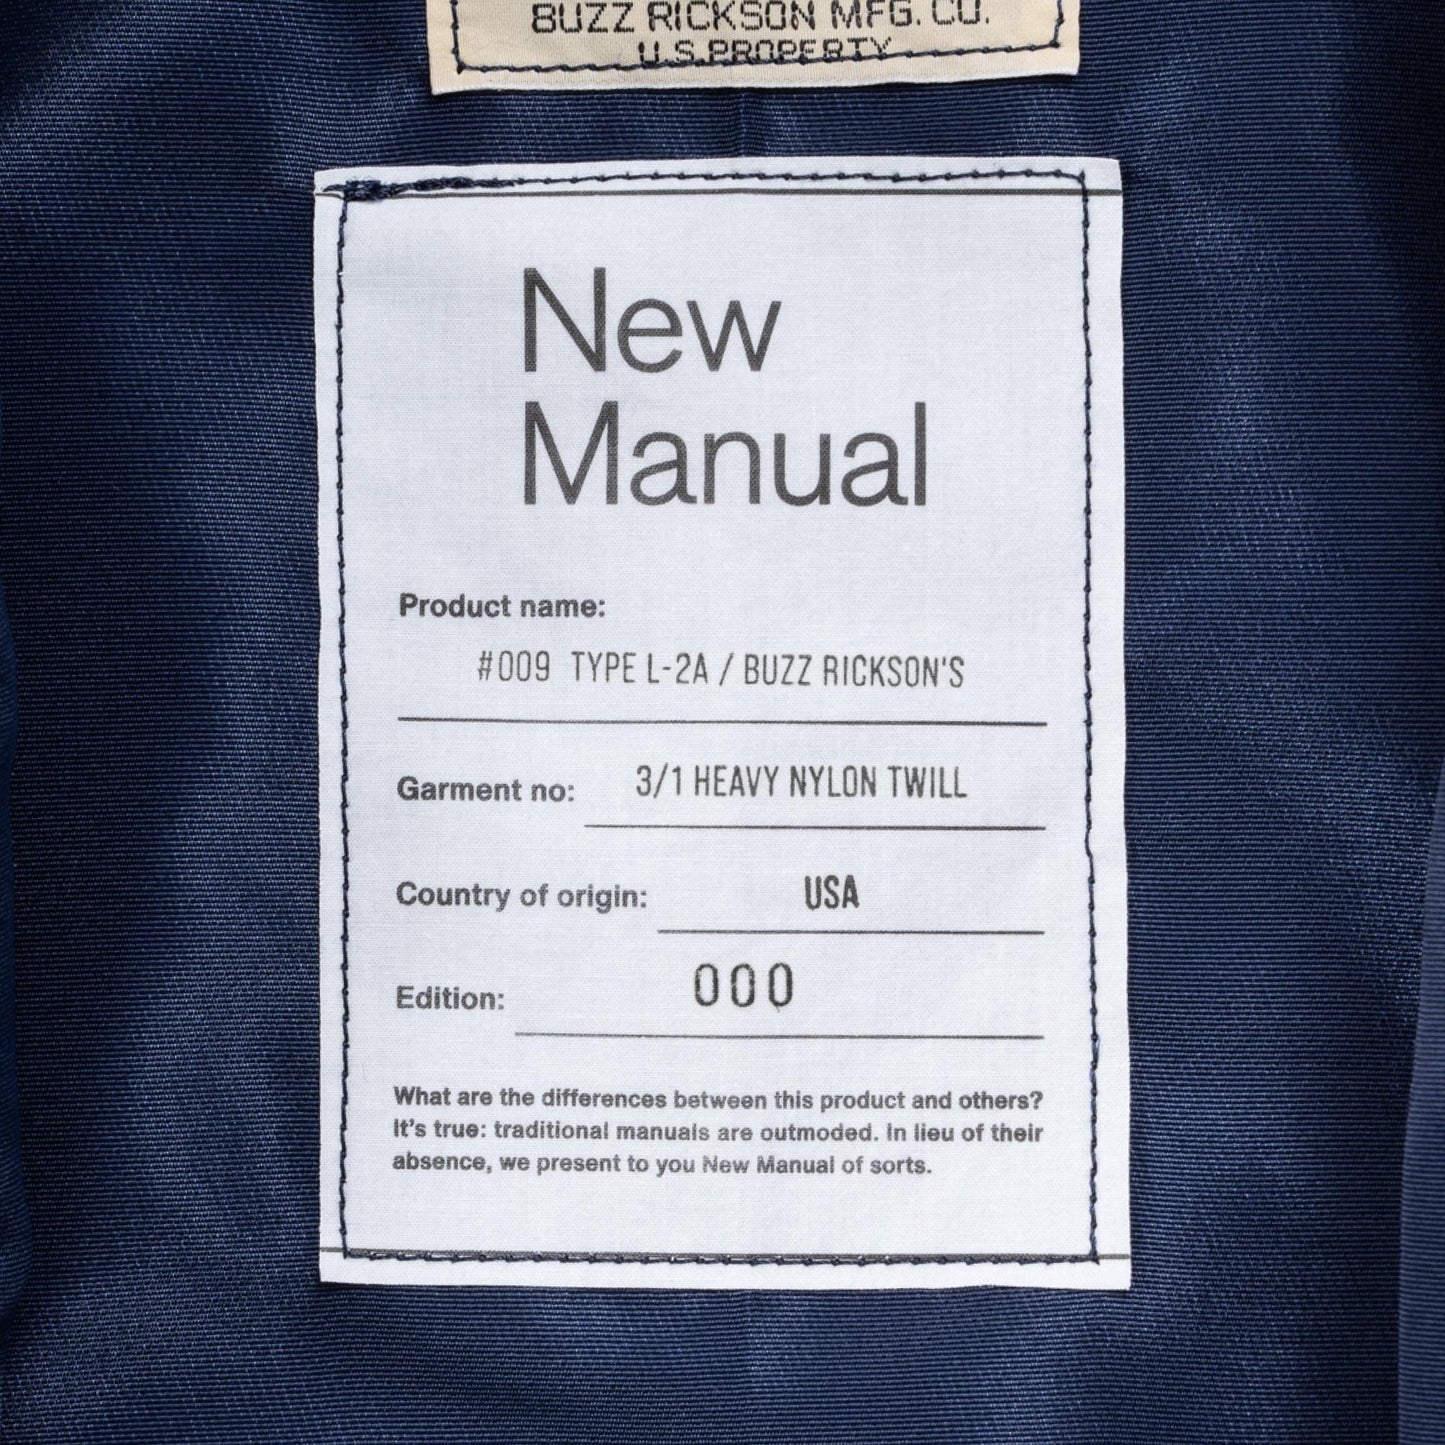 BUZZ RICKSON MFG. CO.
U.S. PROPERTY
New
Manual
Product name:
#009 TYPE L-2A / BUZZ RICKSON'S
Garment no: 3/1 HEAVY NYLON TWILL
Country of origin: USA
Edition: 000
What are the differences between this product and others?
It's true: traditional manuals are outmoded. In lieu of their
absence, we present to you New Manual of sorts.